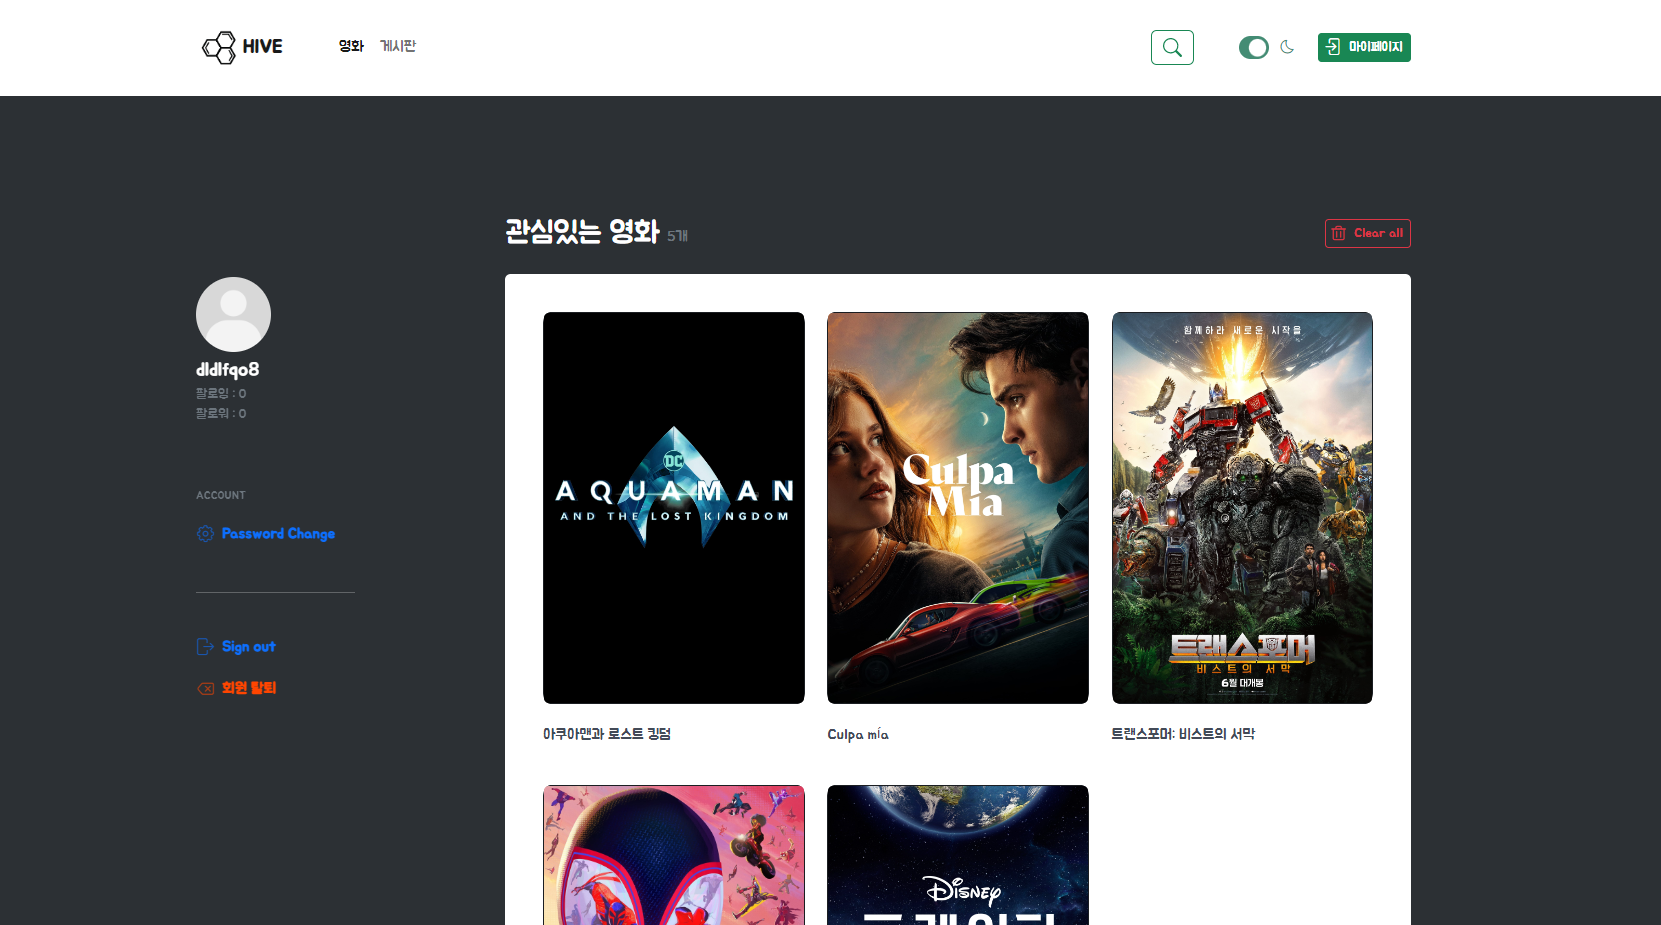 HIVE
영화 게시판
마이페이지
관심있는 영화 5개
Clear all
dldlfqo8
팔로잉 : 0
팔로워 : 0
ACCOUNT
Password Change
Sign out
회원 탈퇴
DC
AQUAMAN
AND THE LOST KINGDOM
Culpa
Mía
함께하라 새로운 시작을
트랜스포머
비스트의 서막
6월 대개봉
아쿠아맨과 로스트 킹덤
Culpa mía
트랜스포머: 비스트의 서막
DISNEY